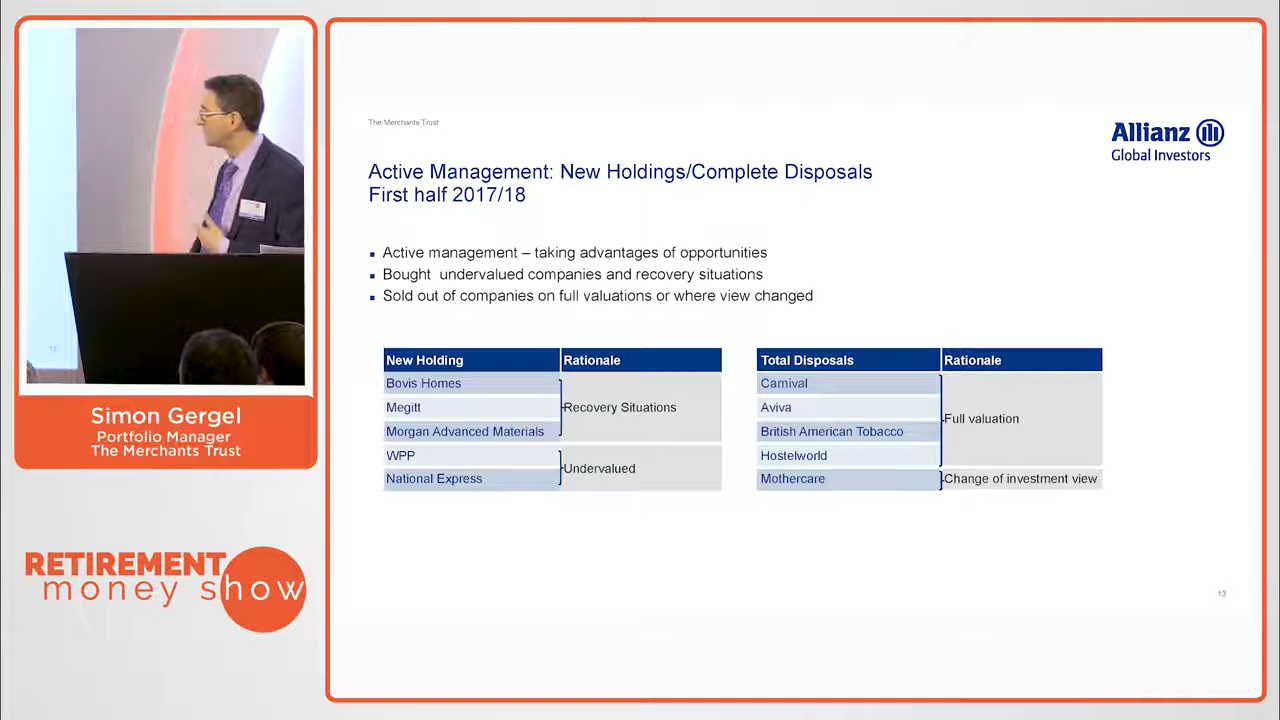 Simon Gergel
Portfolio Manager
The Merchants Trust
RETIREMENT
money show
The Merchants Trust
Allianz
Global Investors
Active Management: New Holdings/Complete Disposals
First half 2017/18
Active management – taking advantages of opportunities
Bought undervalued companies and recovery situations
Sold out of companies on full valuations or where view changed
New Holding Rationale
Bovis Homes
Megitt Recovery Situations
Morgan Advanced Materials
WPP
Undervalued
National Express
Total Disposals Rationale
Carnival
Aviva
Full valuation
British American Tobacco
Hostelworld
Mothercare Change of investment view
13